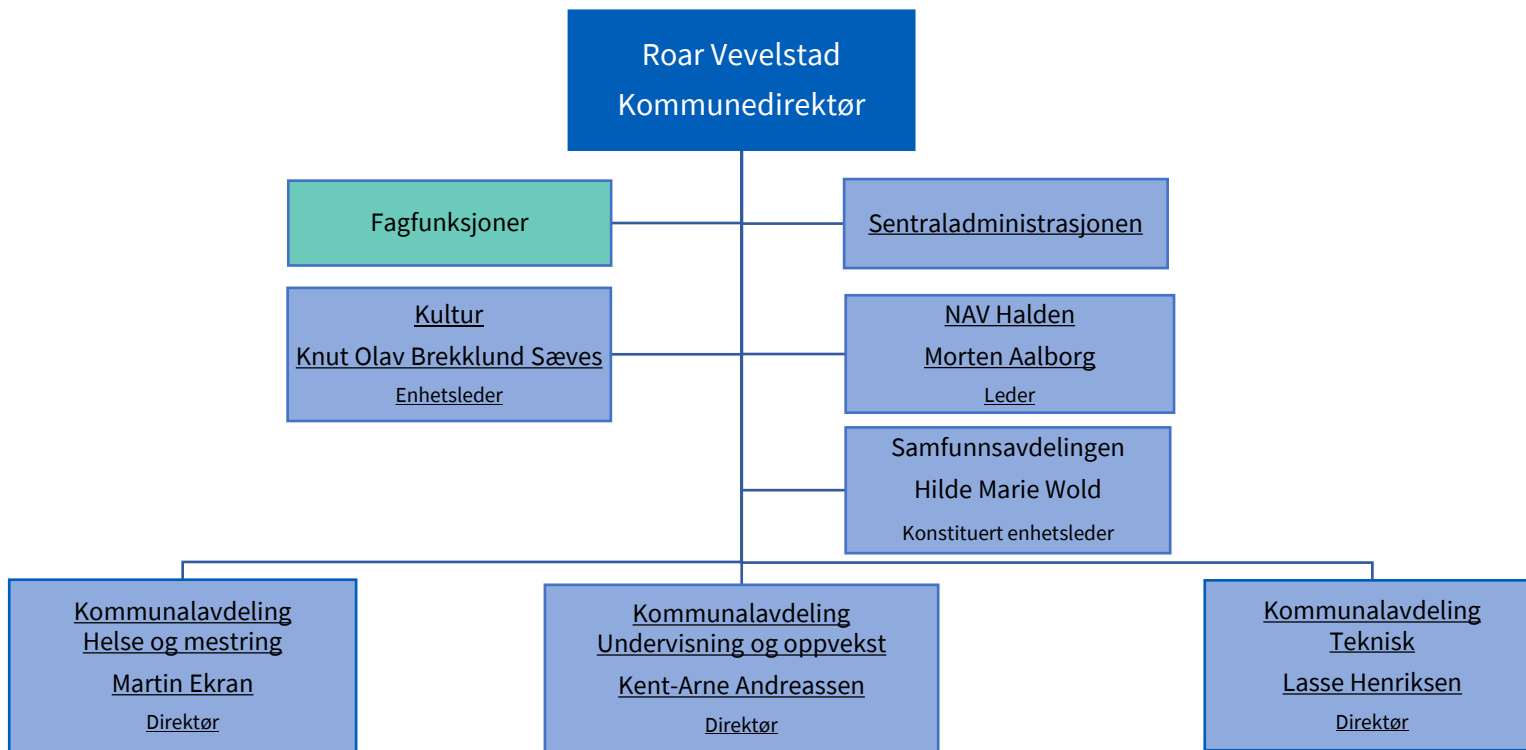 Roar Vevelstad
Kommunedirektør
Fagfunksjoner
Sentraladministrasjonen
Kultur
Knut Olav Brekklund Sæves
Enhetsleder
NAV Halden
Morten Aalborg
Leder
Samfunnsavdelingen
Hilde Marie Wold
Konstituert enhetsleder
Kommunalavdeling
Helse og mestring
Martin Ekran
Direktør
Kommunalavdeling
Undervisning og oppvekst
Kent-Arne Andreassen
Direktør
Kommunalavdeling
Teknisk
Lasse Henriksen
Direktør